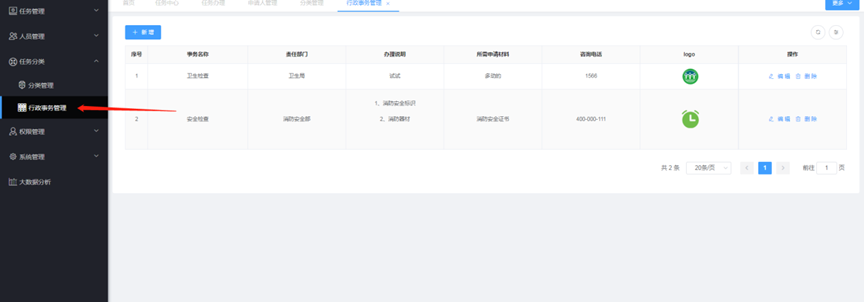 任务管理
人员管理
任务分类
分类管理
行政事务管理
权限管理
系统管理
大数据分析
首页 任务中心 任务办理 申请人管理 分类管理 行政事务管理 × 更多
+ 新增
序号 事务名称 责任部门 办理说明 所需申请材料 咨询电话 logo 操作
1 卫生检查 卫生局 试试 多动的 1566 编辑 删除
1、消防安全标识
2 安全检查 消防安全部 2、消防器材 消防安全证书 400-000-111 编辑 删除
共 2 条 20条/页 1 前往 1 页